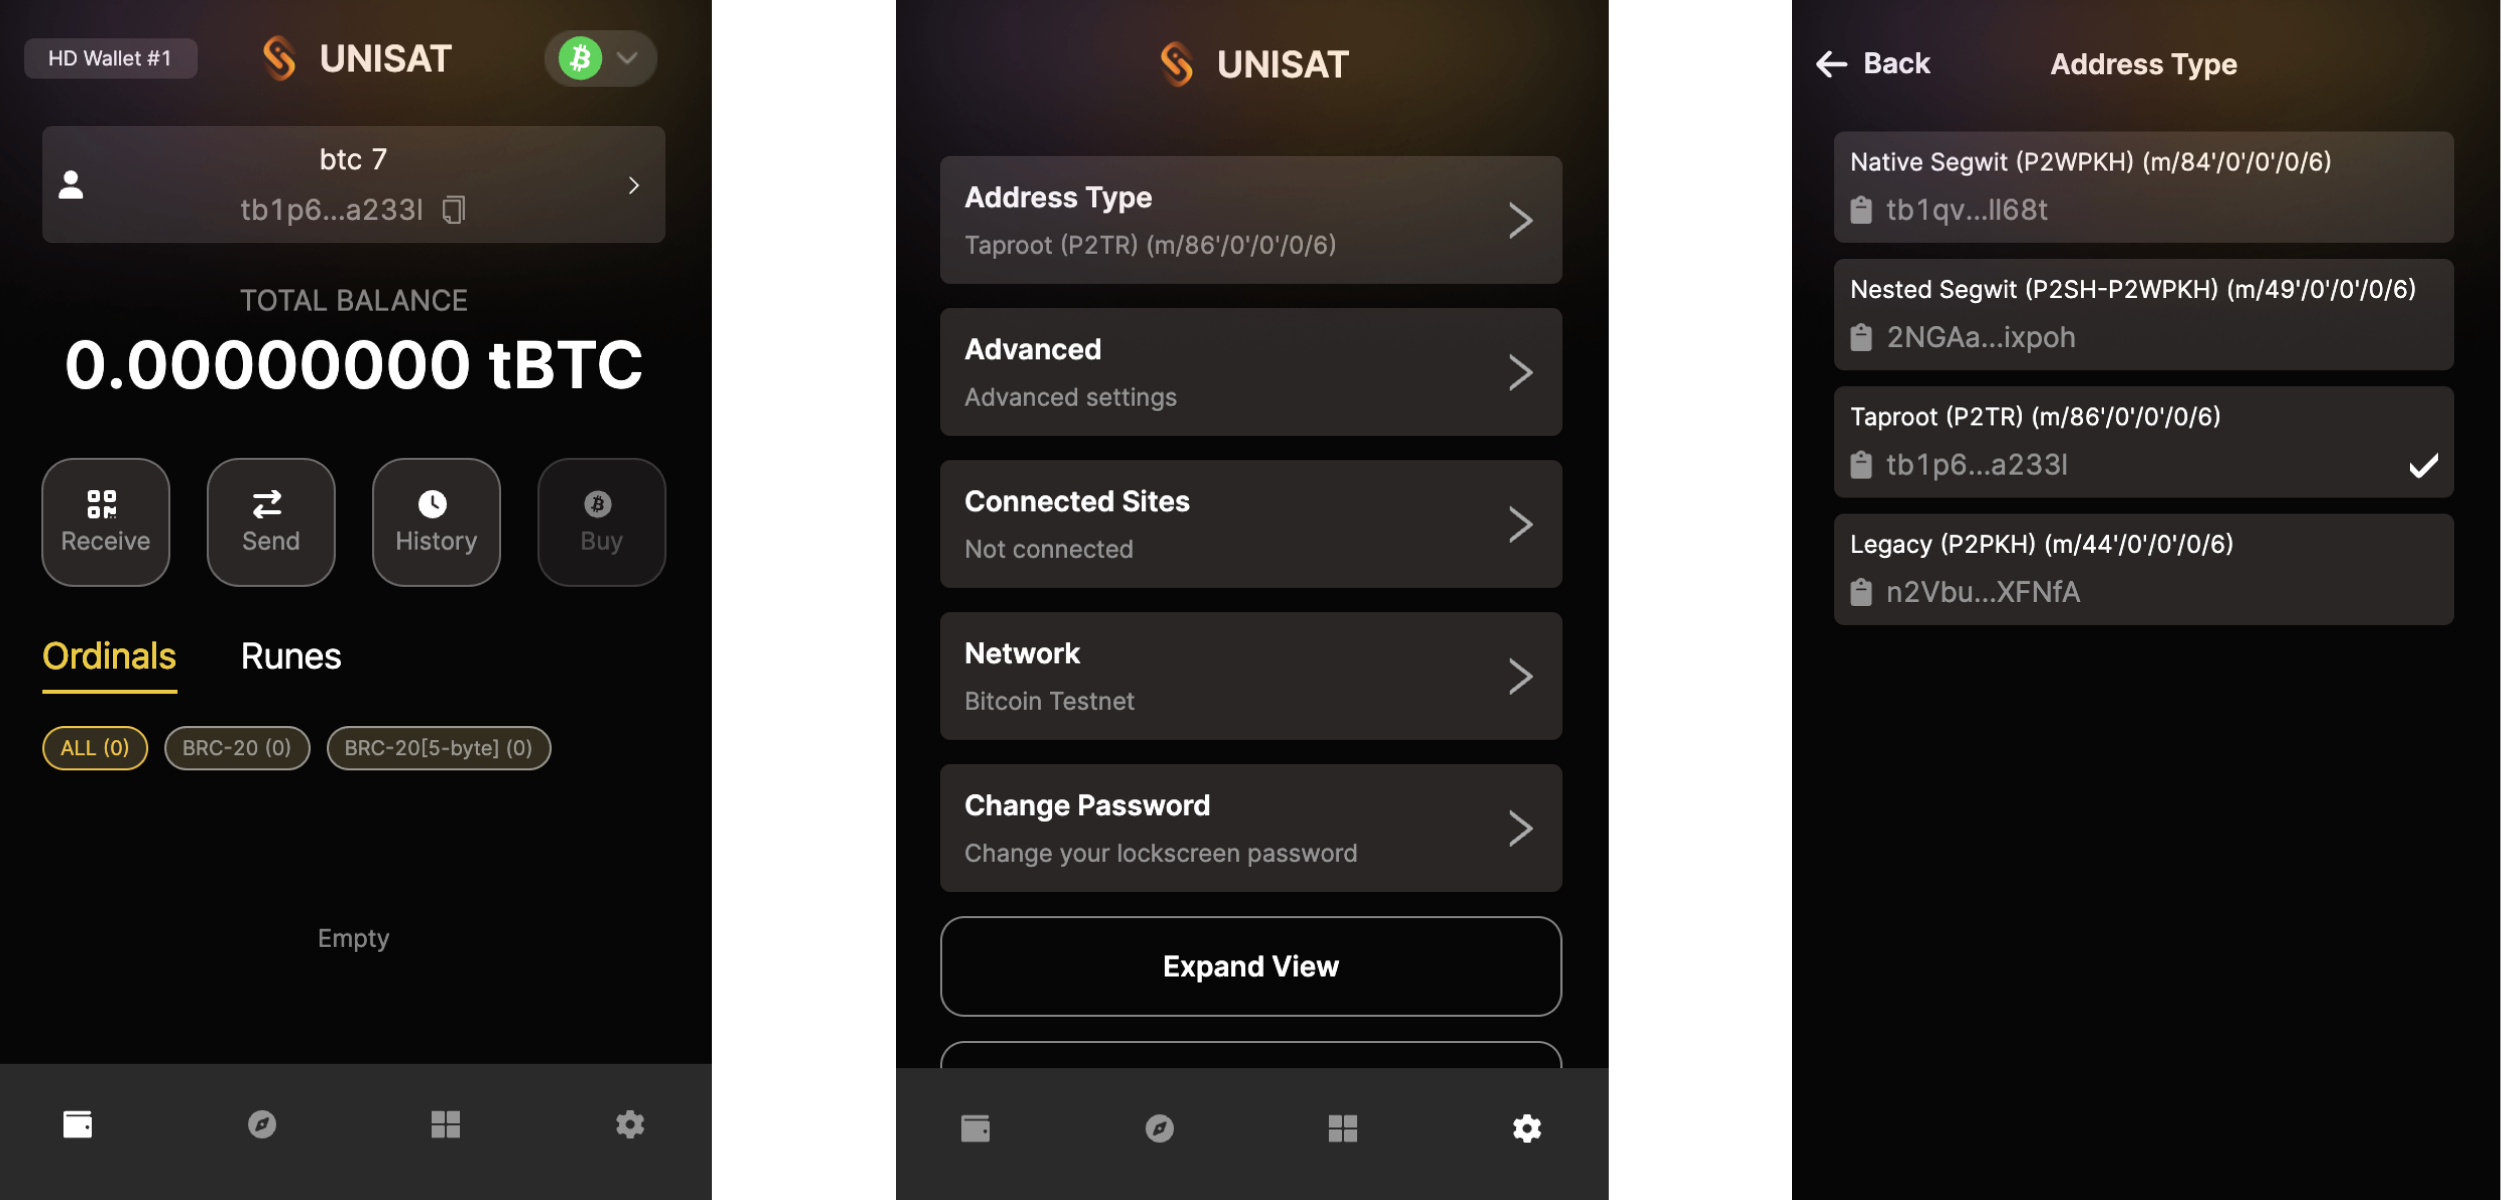 HD Wallet #1
UNISAT
btc 7
tb1p6...a233l
TOTAL BALANCE
0.00000000 tBTC
Receive
Send
History
Buy
Ordinals
Runes
ALL (0)
BRC-20 (0)
BRC-20[5-byte] (0)
Empty
UNISAT
Address Type
Taproot (P2TR) (m/86'/0'/0'/0/6)
Advanced
Advanced settings
Connected Sites
Not connected
Network
Bitcoin Testnet
Change Password
Change your lockscreen password
Expand View
Back
Address Type
Native Segwit (P2WPKH) (m/84'/0'/0'/0/6)
tb1qv...ll68t
Nested Segwit (P2SH-P2WPKH) (m/49'/0'/0'/0/6)
2NGAa...ixpoh
Taproot (P2TR) (m/86'/0'/0'/0/6)
tb1p6...a233l
Legacy (P2PKH) (m/44'/0'/0'/0/6)
n2Vbu...XFNfA